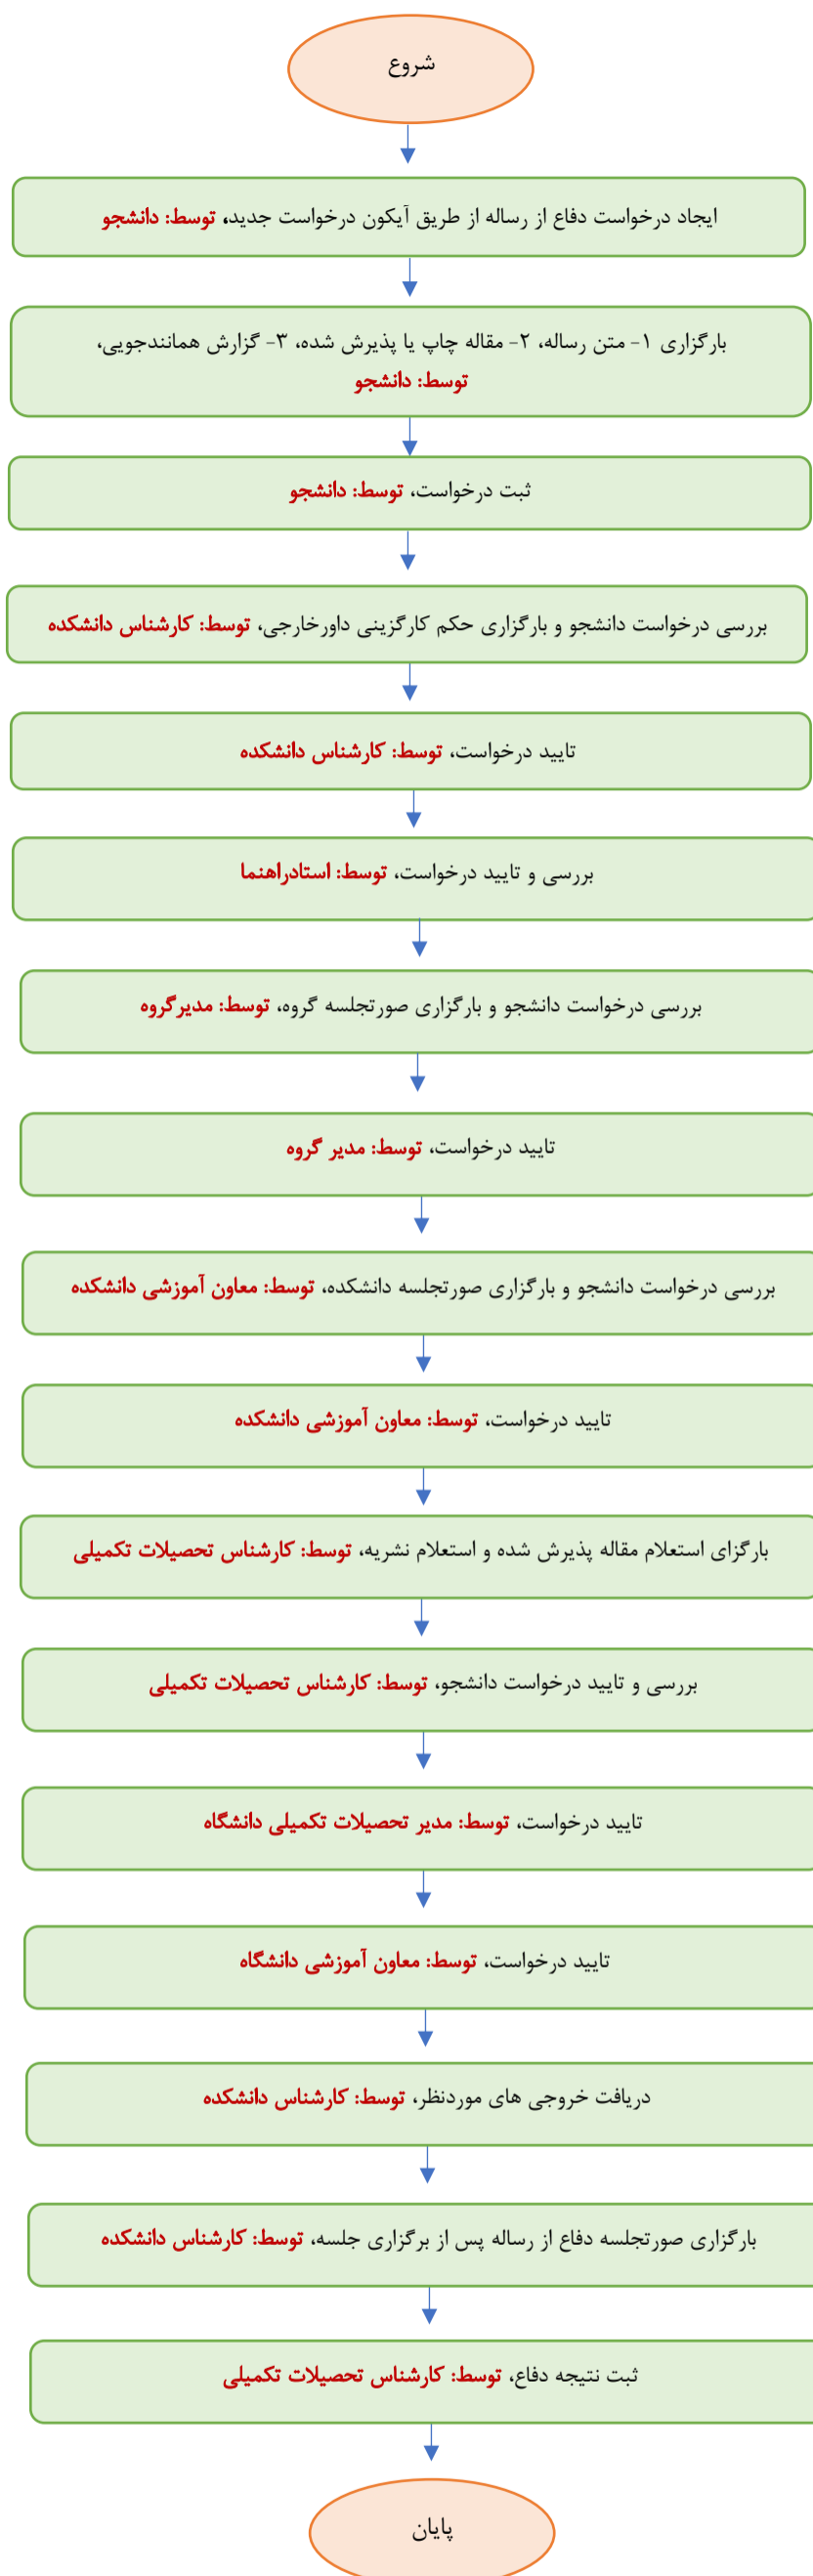 شروع
ایجاد درخواست دفاع از رساله از طریق آیکون درخواست جدید، توسط: دانشجو
بارگزاری ۱- متن رساله، ۲- مقاله چاپ یا پذیرش شده، ۳- گزارش همانندجویی،
توسط: دانشجو
ثبت درخواست، توسط: دانشجو
بررسی درخواست دانشجو و بارگزاری حکم کارگزینی داورخارجی، توسط: کارشناس دانشکده
تایید درخواست، توسط: کارشناس دانشکده
بررسی و تایید درخواست، توسط: استادراهنما
بررسی درخواست دانشجو و بارگزاری صورتجلسه گروه، توسط: مدیرگروه
تایید درخواست، توسط: مدیر گروه
بررسی درخواست دانشجو و بارگزاری صورتجلسه دانشکده، توسط: معاون آموزشی دانشکده
تایید درخواست، توسط: معاون آموزشی دانشکده
بارگزای استعلام مقاله پذیرش شده و استعلام نشریه، توسط: کارشناس تحصیلات تکمیلی
بررسی و تایید درخواست دانشجو، توسط: کارشناس تحصیلات تکمیلی
تایید درخواست، توسط: مدیر تحصیلات تکمیلی دانشگاه
تایید درخواست، توسط: معاون آموزشی دانشگاه
دریافت خروجی های موردنظر، توسط: کارشناس دانشکده
بارگزاری صورتجلسه دفاع از رساله پس از برگزاری جلسه، توسط: کارشناس دانشکده
ثبت نتیجه دفاع، توسط: کارشناس تحصیلات تکمیلی
پایان